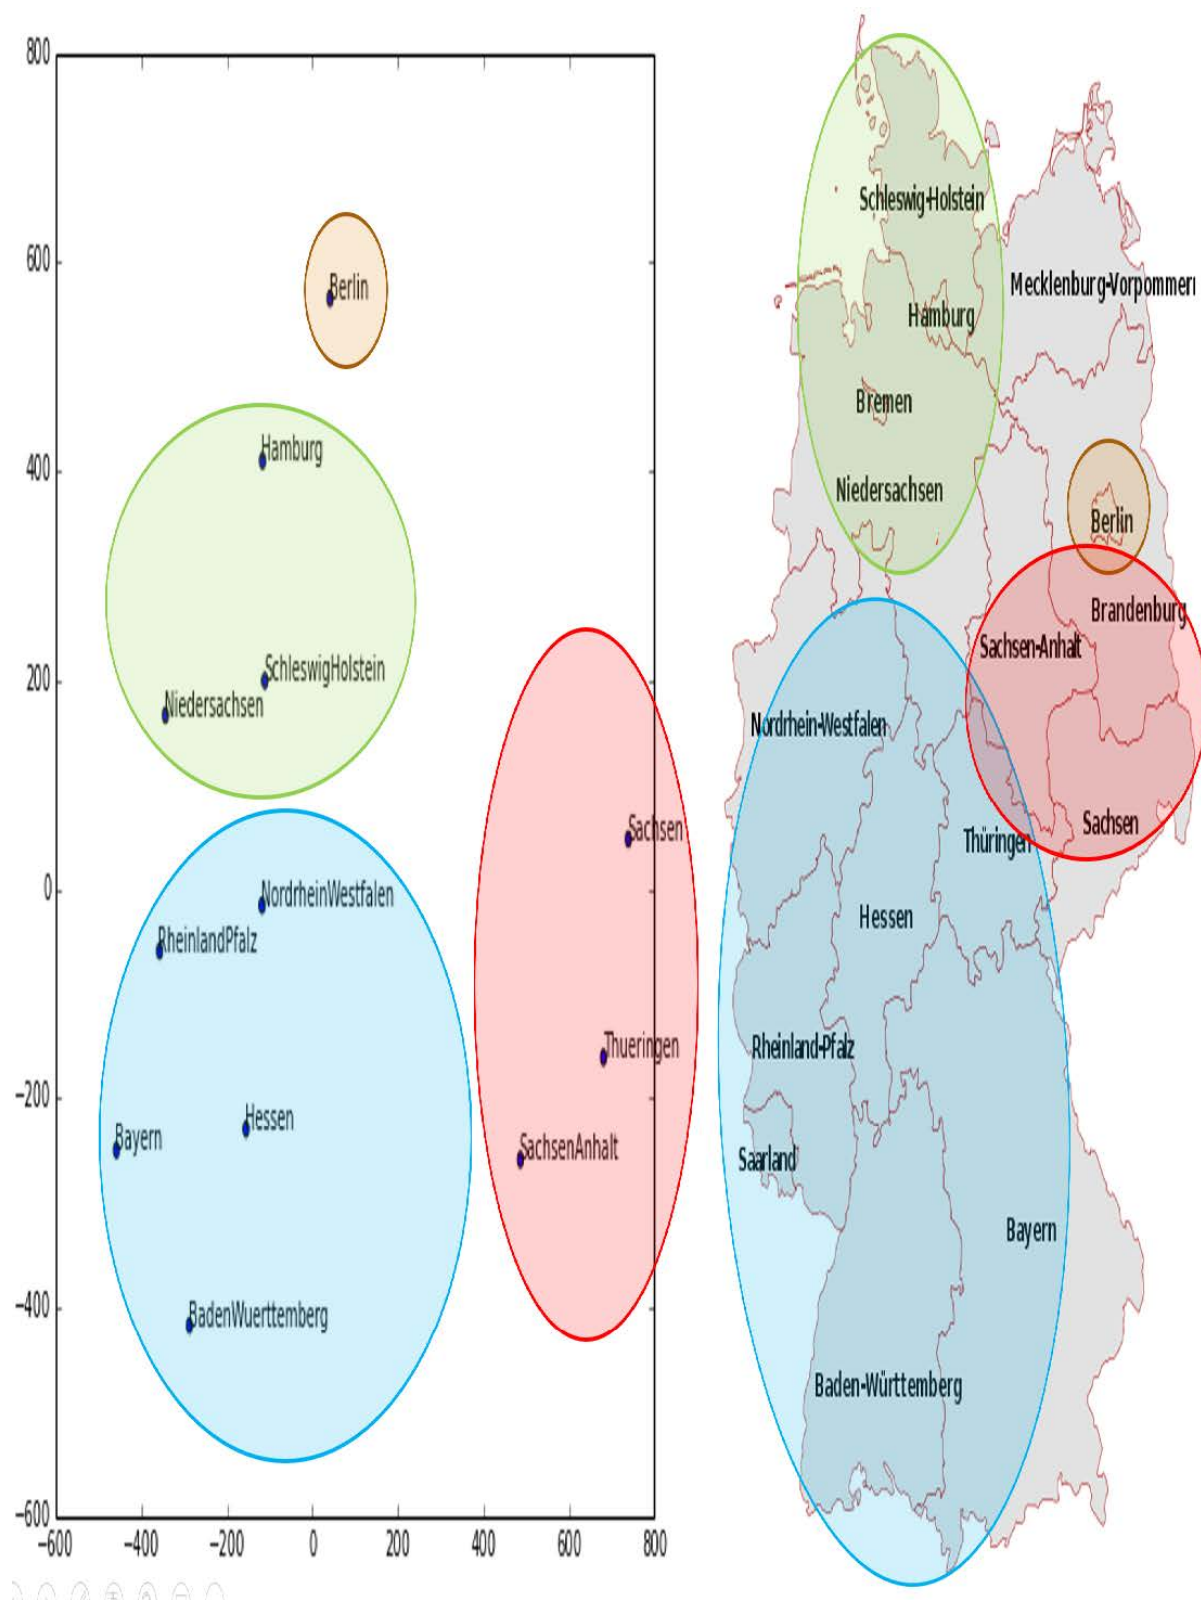 800
600
400
200
0
−200
−400
−600
−600
−400
−200
0
200
400
600
800
Berlin
Hamburg
SchleswigHolstein
Niedersachsen
Sachsen
NordrheinWestfalen
RheinlandPfalz
Thueringen
Hessen
Bayern
SachsenAnhalt
BadenWuerttemberg
Schleswig-Holstein
Mecklenburg-Vorpommern
Hamburg
Bremen
Niedersachsen
Berlin
Brandenburg
Sachsen-Anhalt
Nordrhein-Westfalen
Sachsen
Thüringen
Hessen
Rheinland-Pfalz
Saarland
Bayern
Baden-Württemberg